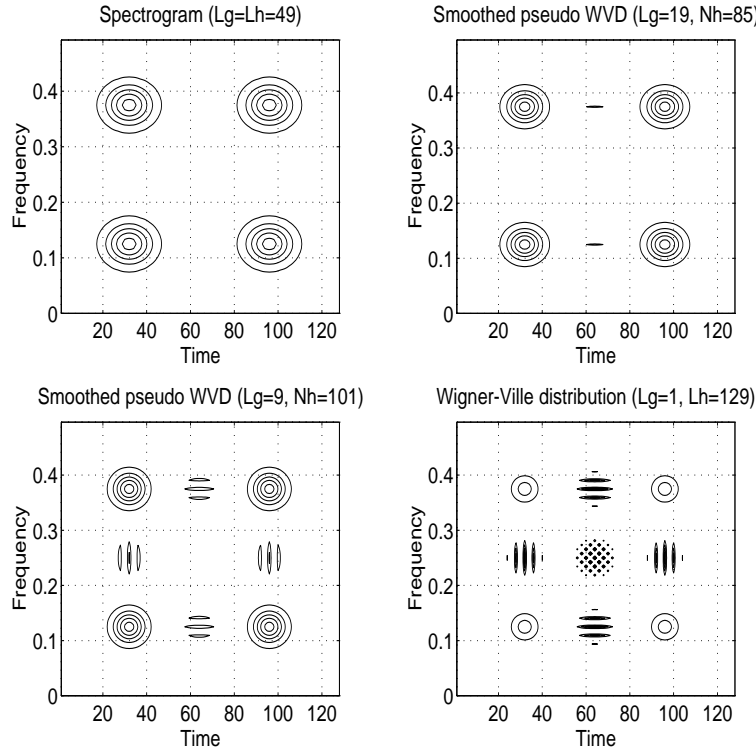 Spectrogram (Lg=Lh=49)
Frequency
0.4
0.3
0.2
0.1
0
20 40 60 80 100 120
Time
Smoothed pseudo WVD (Lg=19, Nh=85)
Frequency
0.4
0.3
0.2
0.1
0
20 40 60 80 100 120
Time
Smoothed pseudo WVD (Lg=9, Nh=101)
Frequency
0.4
0.3
0.2
0.1
0
20 40 60 80 100 120
Time
Wigner-Ville distribution (Lg=1, Lh=129)
Frequency
0.4
0.3
0.2
0.1
0
20 40 60 80 100 120
Time